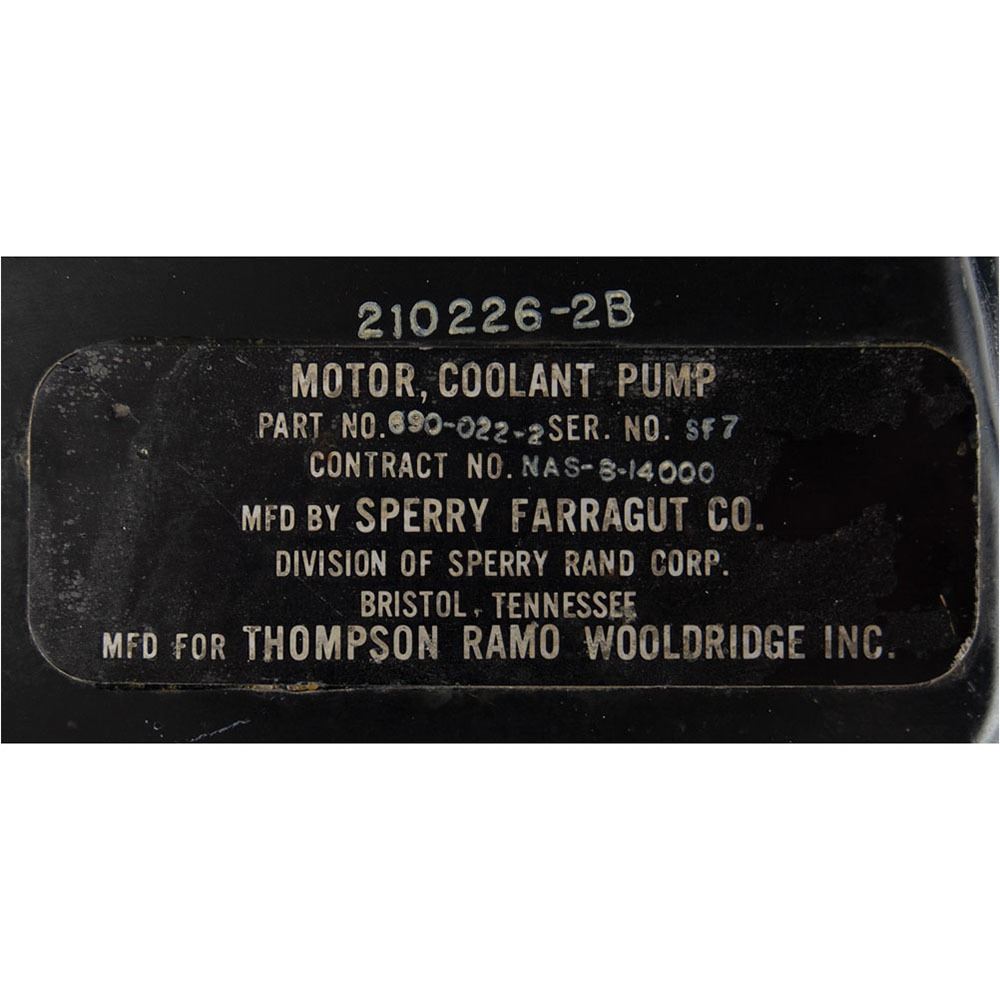 210226-2B
MOTOR, COOLANT PUMP
PART NO. 690-022-2 SER. NO. SF7
CONTRACT NO. NAS-8-14000
MFD BY SPERRY FARRAGUT CO.
DIVISION OF SPERRY RAND CORP.
BRISTOL, TENNESSEE
MFD FOR THOMPSON RAMO WOOLDRIDGE INC.